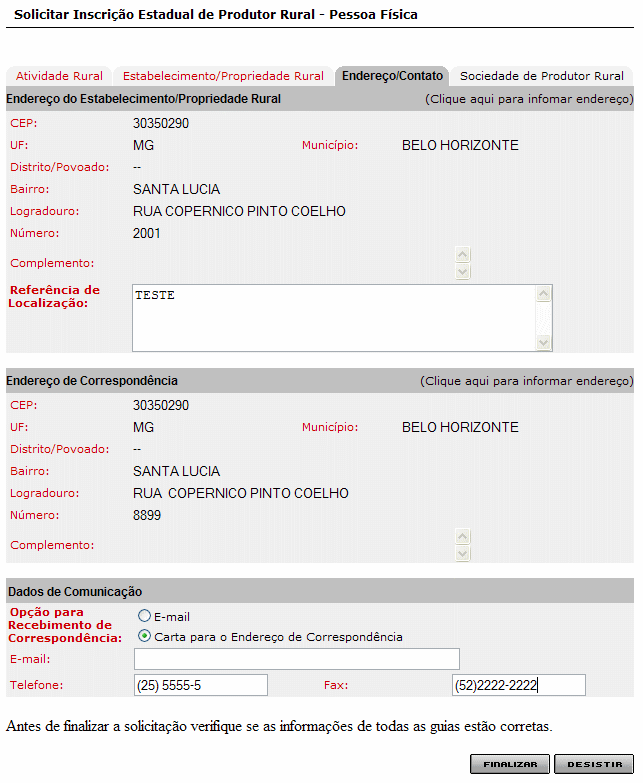 Solicitar Inscrição Estadual de Produtor Rural - Pessoa Física
Atividade Rural Estabelecimento/Propriedade Rural Endereço/Contato Sociedade de Produtor Rural
Endereço do Estabelecimento/Propriedade Rural (Clique aqui para infomar endereço)
CEP: 30350290
UF: MG Município: BELO HORIZONTE
Distrito/Povoado: --
Bairro: SANTA LUCIA
Logradouro: RUA COPERNICO PINTO COELHO
Número: 2001
Complemento:
Referência de Localização: TESTE
Endereço de Correspondência (Clique aqui para informar endereço)
CEP: 30350290
UF: MG Município: BELO HORIZONTE
Distrito/Povoado: --
Bairro: SANTA LUCIA
Logradouro: RUA COPERNICO PINTO COELHO
Número: 8899
Complemento:
Dados de Comunicação
Opção para Recebimento de Correspondência: E-mail
Carta para o Endereço de Correspondência
E-mail:
Telefone: (25) 5555-5 Fax: (52)2222-2222
Antes de finalizar a solicitação verifique se as informações de todas as guias estão corretas.
FINALIZAR DESISTIR